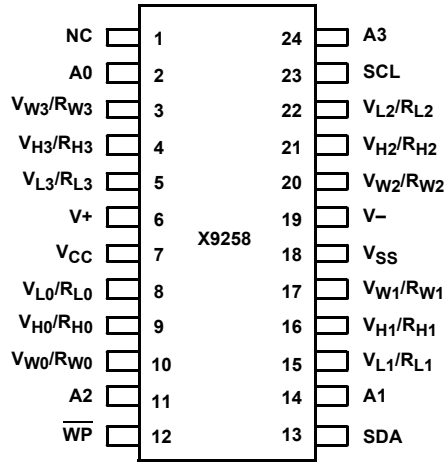 NC 1 24 A3
A0 2 23 SCL
VW3/RW3 3 22 VL2/RL2
VH3/RH3 4 21 VH2/RH2
VL3/RL3 5 20 VW2/RW2
V+ 6 19 V–
X9258
VCC 7 18 VSS
VL0/RL0 8 17 VW1/RW1
VH0/RH0 9 16 VH1/RH1
VW0/RW0 10 15 VL1/RL1
A2 11 14 A1
W̅P̅ 12 13 SDA